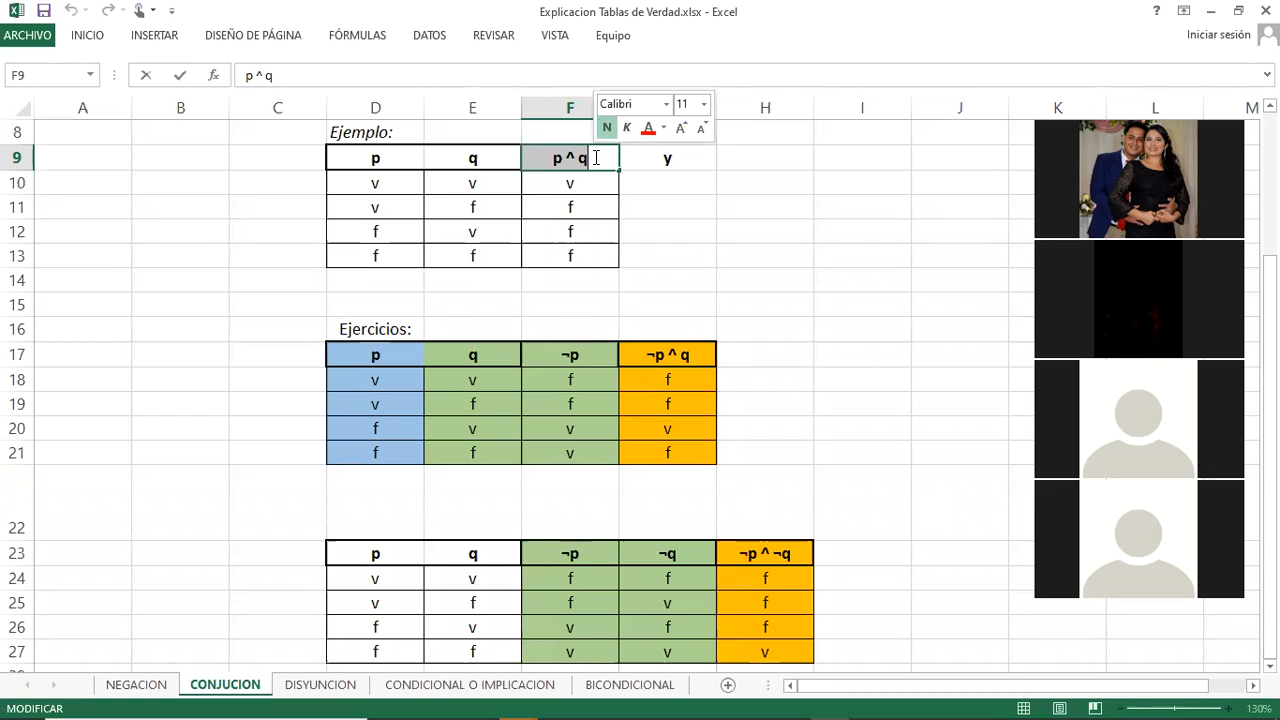 Explicacion Tablas de Verdad.xlsx - Excel
?
ARCHIVO INICIO INSERTAR DISEÑO DE PÁGINA FÓRMULAS DATOS REVISAR VISTA Equipo Iniciar sesión
F9 fx p ^ q
Calibri 11
N K A A A
A B C D E F H I J K L M
8 Ejemplo:
9 p q p ^ q y
10 v v v
11 v f f
12 f v f
13 f f f
14
15
16 Ejercicios:
17 p q ¬p ¬p ^ q
18 v v f f
19 v f f f
20 f v v v
21 f f v f
22
23 p q ¬p ¬q ¬p ^ ¬q
24 v v f f f
25 v f f v f
26 f v v f f
27 f f v v v
NEGACION CONJUCION DISYUNCION CONDICIONAL O IMPLICACION BICONDICIONAL
MODIFICAR 130%